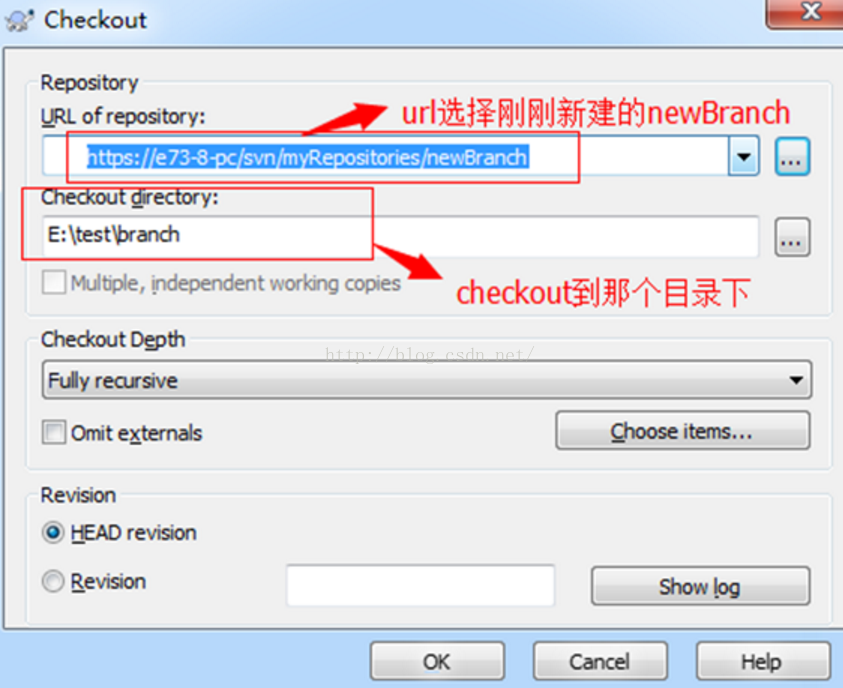 Checkout
Repository
URL of repository:
url选择刚刚新建的newBranch
https://e73-8-pc/svn/myRepositories/newBranch
...
Checkout directory:
E:\test\branch
...
Multiple, independent working copies
checkout到那个目录下
Checkout Depth
http://blog.csdn.net/
Fully recursive
Omit externals
Choose items...
Revision
HEAD revision
Revision
Show log
OK
Cancel
Help